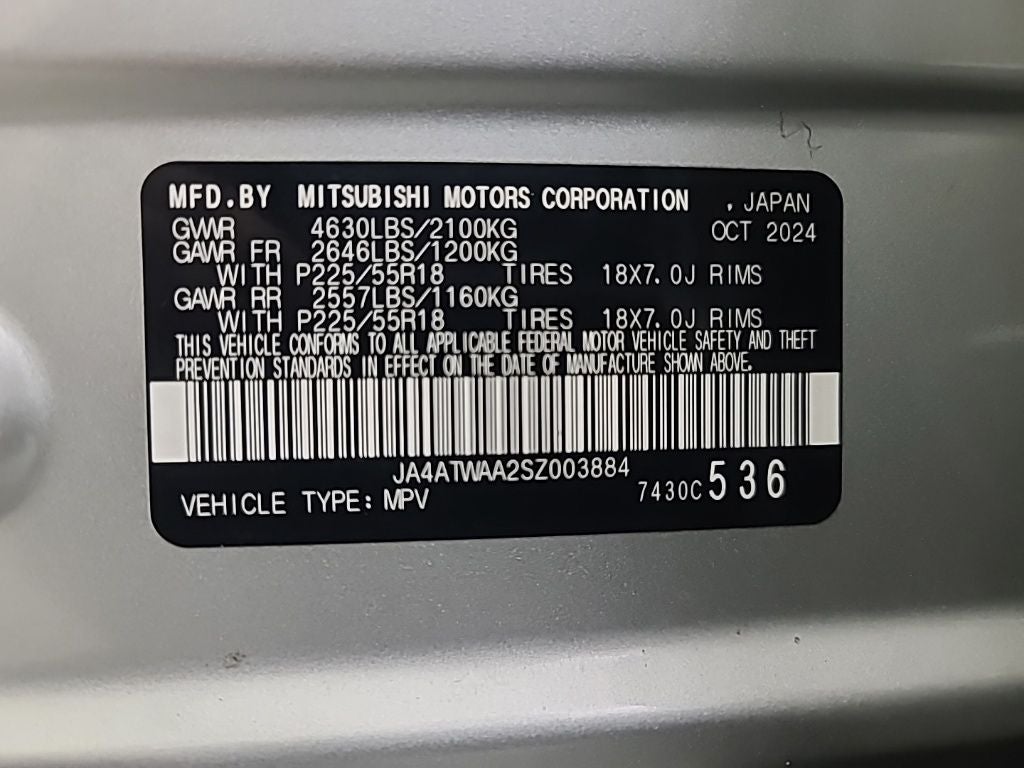 MFD.BY MITSUBISHI MOTORS CORPORATION , JAPAN
GVWR 4630LBS/2100KG OCT 2024
GAWR FR 2646LBS/1200KG
WITH P225/55R18 TIRES 18X7.0J RIMS
GAWR RR 2557LBS/1160KG
WITH P225/55R18 TIRES 18X7.0J RIMS
THIS VEHICLE CONFORMS TO ALL APPLICABLE FEDERAL MOTOR VEHICLE SAFETY AND THEFT
PREVENTION STANDARDS IN EFFECT ON THE DATE OF MANUFACTURE SHOWN ABOVE.
JA4ATWAA2SZ003884
7430C 536
VEHICLE TYPE: MPV